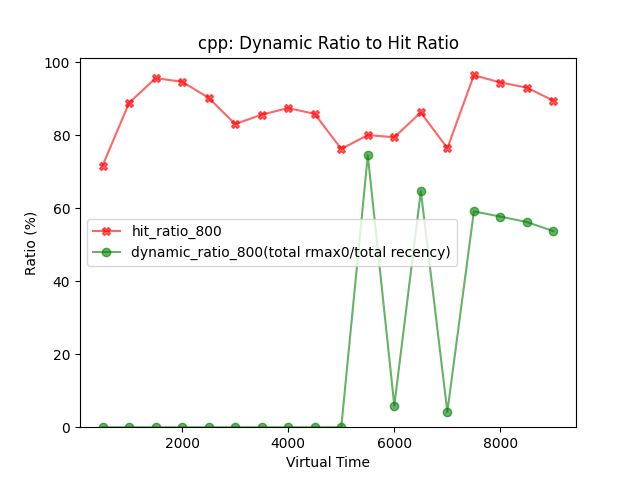 cpp: Dynamic Ratio to Hit Ratio
100
80
60
40
20
0
Ratio (%)
hit_ratio_800
dynamic_ratio_800(total rmax0/total recency)
2000
4000
6000
8000
Virtual Time